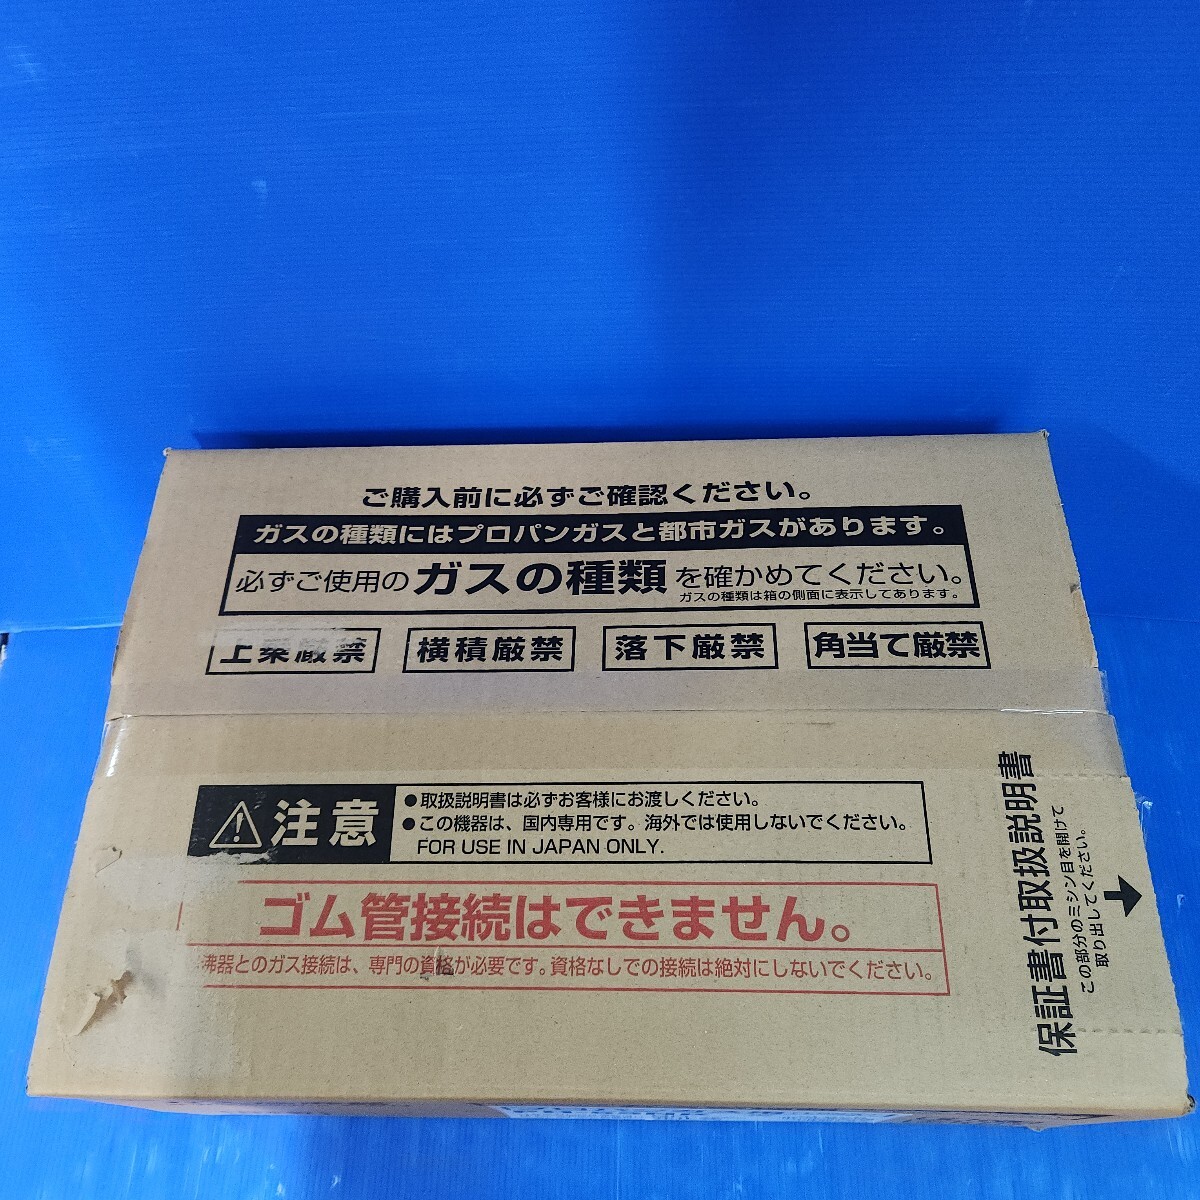 ご購入前に必ずご確認ください。
ガスの種類にはプロパンガスと都市ガスがあります。
必ずご使用のガスの種類を確かめてください。
ガスの種類は箱の側面に表示してあります。
上乗厳禁 横積厳禁 落下厳禁 角当て厳禁
注意
●取扱説明書は必ずお客様にお渡しください。
●この機器は、国内専用です。海外では使用しないでください。
FOR USE IN JAPAN ONLY.
ゴム管接続はできません。
沸器とのガス接続は、専門の資格が必要です。資格なしでの接続は絶対にしないでください。
保証書付取扱説明書
この部分のミシン目を開けて
取り出してください。